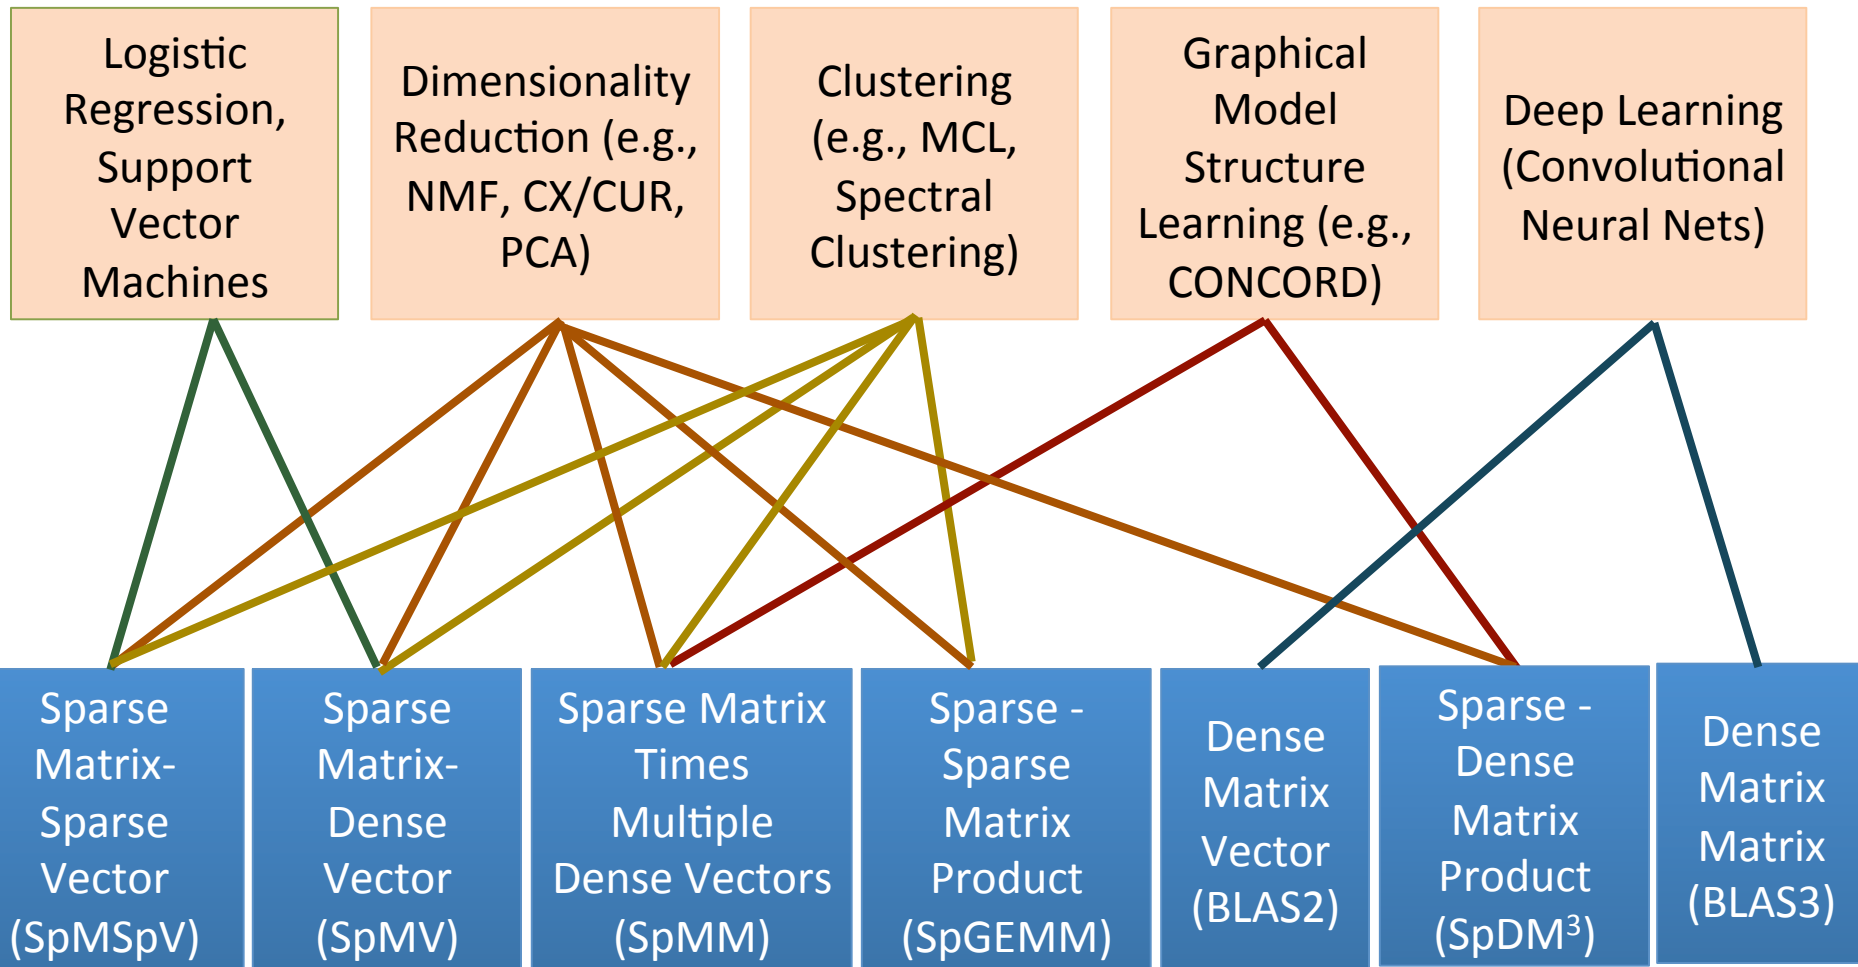 Logistic
Regression,
Support
Vector
Machines
Dimensionality
Reduction (e.g.,
NMF, CX/CUR,
PCA)
Clustering
(e.g., MCL,
Spectral
Clustering)
Graphical
Model
Structure
Learning (e.g.,
CONCORD)
Deep Learning
(Convolutional
Neural Nets)
Sparse
Matrix-
Sparse
Vector
(SpMSpV)
Sparse
Matrix-
Dense
Vector
(SpMV)
Sparse Matrix
Times
Multiple
Dense Vectors
(SpMM)
Sparse -
Sparse
Matrix
Product
(SpGEMM)
Dense
Matrix
Vector
(BLAS2)
Sparse -
Dense
Matrix
Product
(SpDM³)
Dense
Matrix
Matrix
(BLAS3)